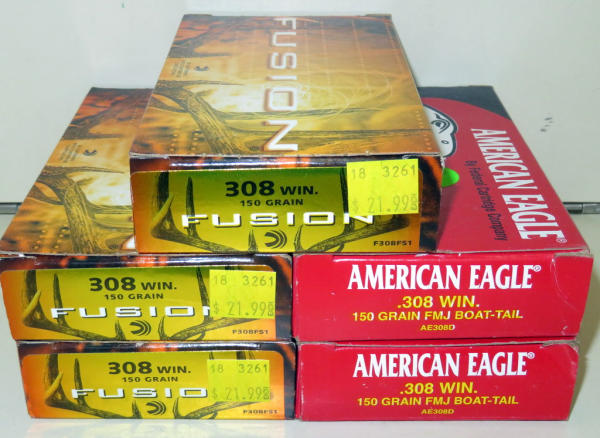 FUSION
308 WIN.
150 GRAIN
FUSION
F308FS1
18 3261
$ 21.99
AMERICAN EAGLE
By Federal Cartridge Company
308 WIN.
150 GRAIN
FUSION
F308FS1
18 3261
$ 21.99
AMERICAN EAGLE®
.308 WIN.
150 GRAIN FMJ BOAT-TAIL
AE308D
308 WIN.
150 GRAIN
FUSION
F308FS1
18 3261
$ 21.99
AMERICAN EAGLE®
.308 WIN.
150 GRAIN FMJ BOAT-TAIL
AE308D